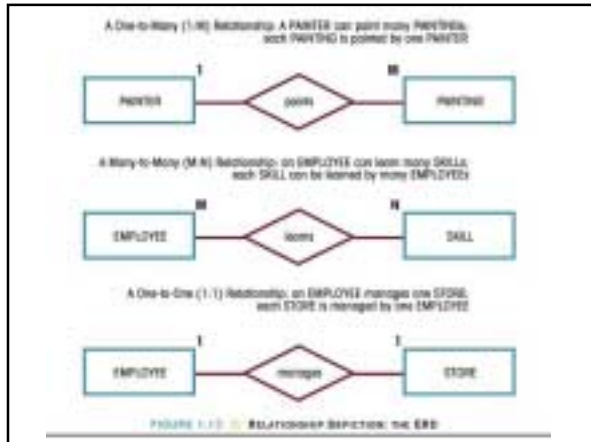 A One-to-Many (1:M) Relationship: A PAINTER can paint many PAINTINGs;
each PAINTING is painted by one PAINTER
1 M
PAINTER paints PAINTING
A Many-to-Many (M:N) Relationship: an EMPLOYEE can learn many SKILLs;
each SKILL can be learned by many EMPLOYEEs
M N
EMPLOYEE learns SKILL
A One-to-One (1:1) Relationship: an EMPLOYEE manages one STORE;
each STORE is managed by one EMPLOYEE
1 1
EMPLOYEE manages STORE
FIGURE RELATIONSHIP DEPICTION: THE ERD